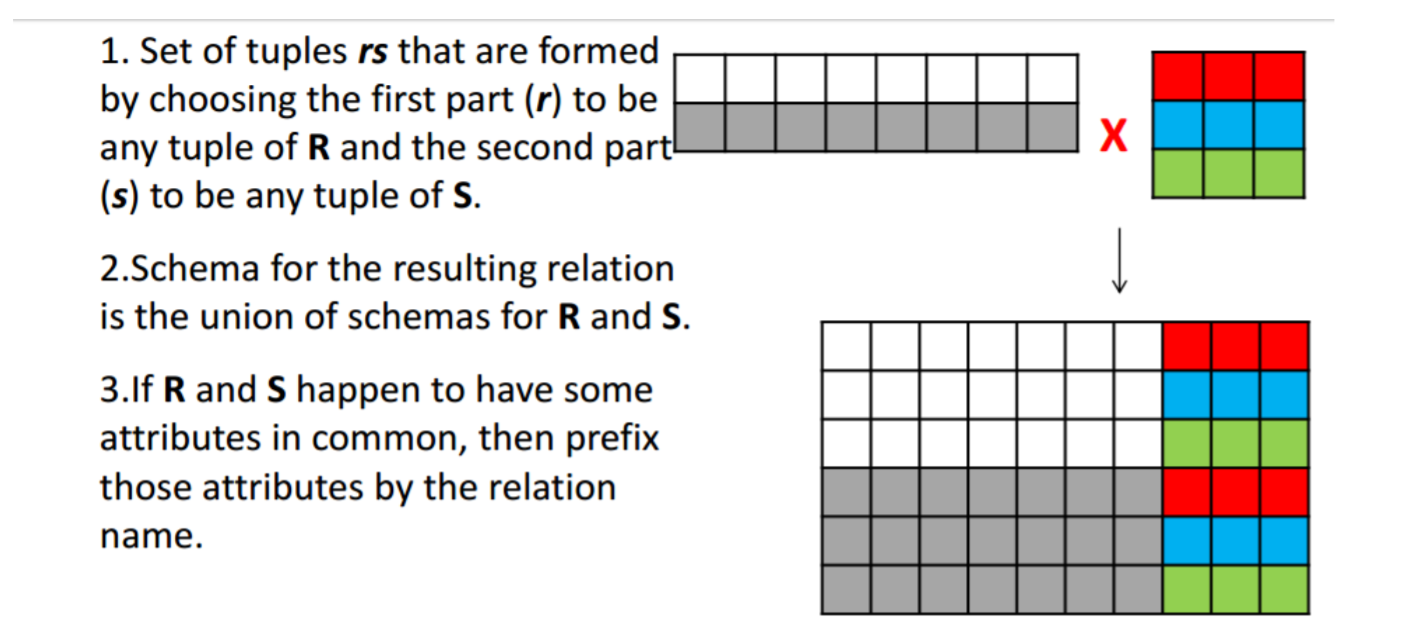 1. Set of tuples rs that are formed
by choosing the first part (r) to be
any tuple of R and the second part
(s) to be any tuple of S.
X
2.Schema for the resulting relation
is the union of schemas for R and S.
3.If R and S happen to have some
attributes in common, then prefix
those attributes by the relation
name.